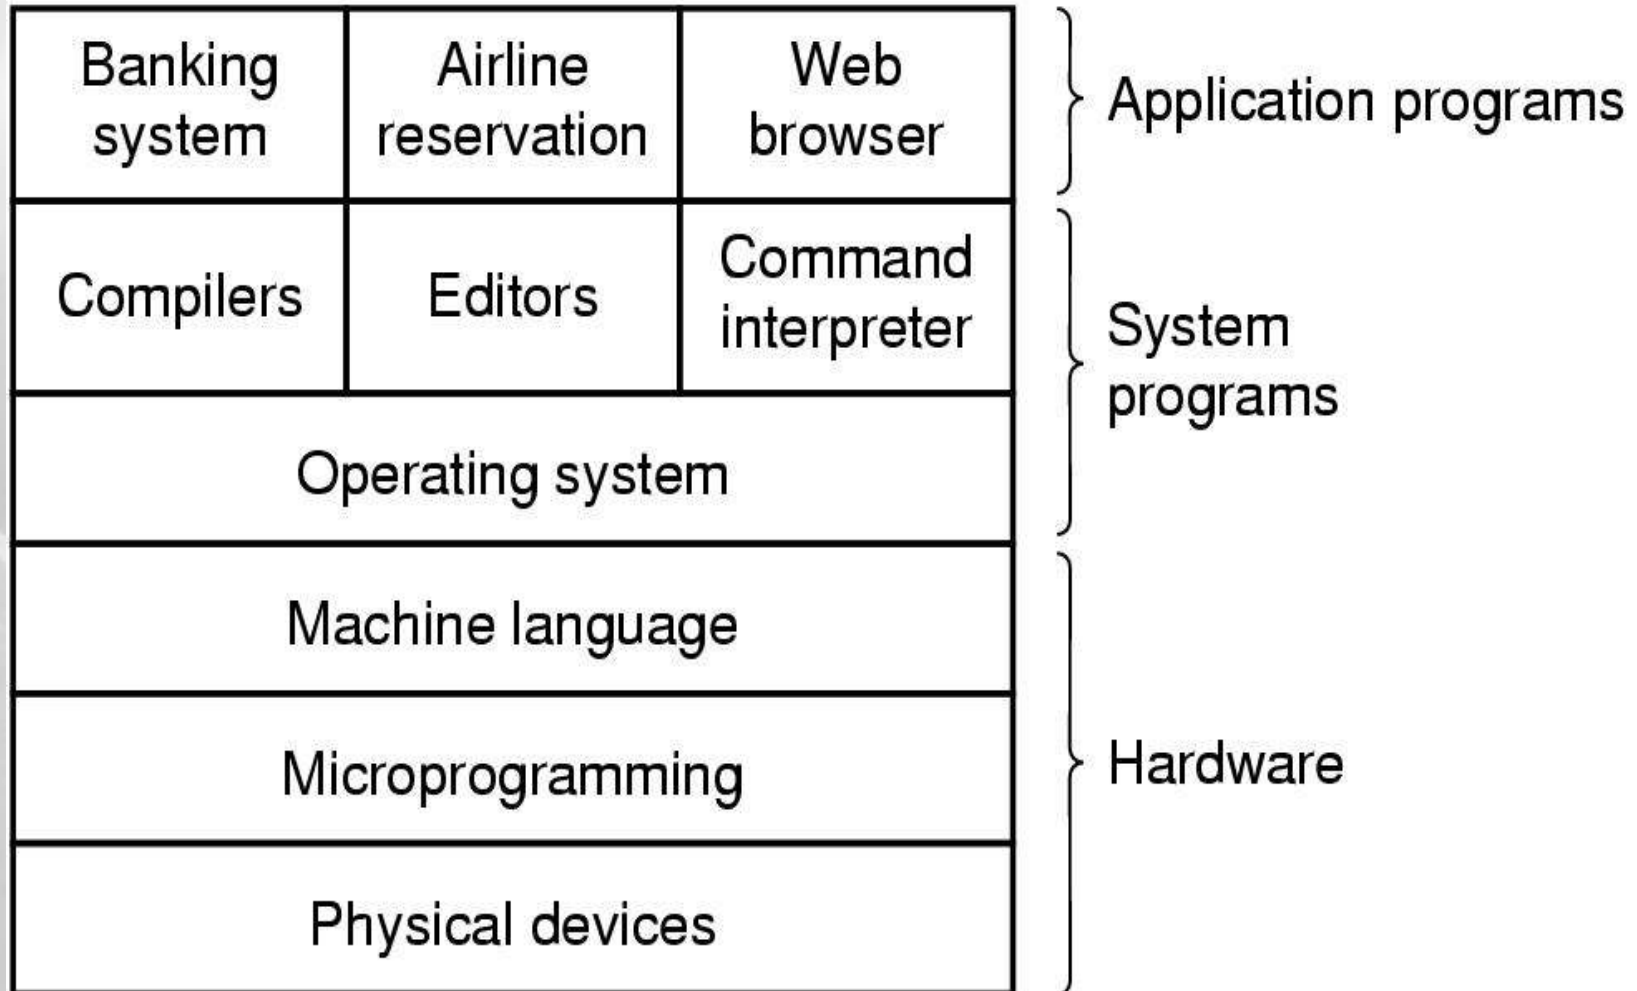 Banking
system
Airline
reservation
Web
browser
Application programs
Compilers
Editors
Command
interpreter
System
programs
Operating system
Machine language
Microprogramming
Hardware
Physical devices